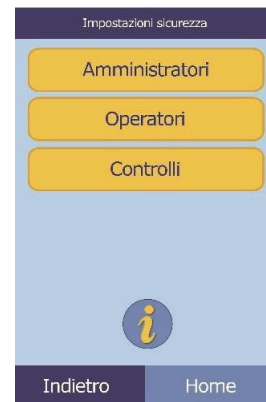 Impostazioni sicurezza
Amministratori
Operatori
Controlli
i
Indietro Home